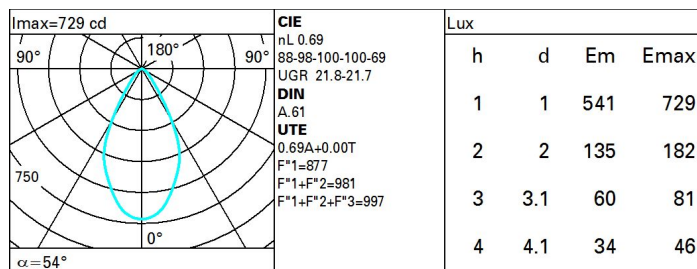 Imax=729 cd
90° 180° 90°
750
0°
α=54°
CIE
nL 0.69
88-98-100-100-69
UGR 21.8-21.7
DIN
A.61
UTE
0.69A+0.00T
F"1=877
F"1+F"2=981
F"1+F"2+F"3=997
Lux
h d Em Emax
1 1 541 729
2 2 135 182
3 3.1 60 81
4 4.1 34 46